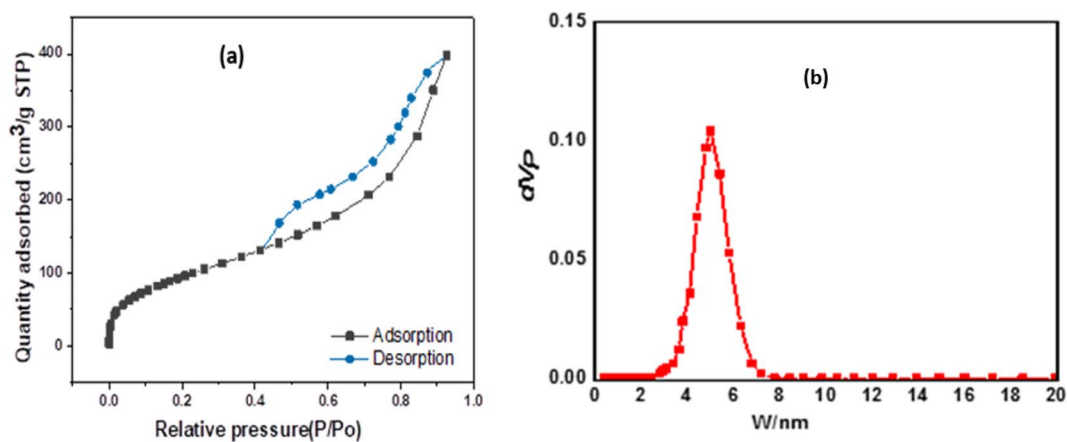 (a)
Quantity adsorbed (cm³/g STP)
400
300
200
100
0
Adsorption
Desorption
0.0 0.2 0.4 0.6 0.8 1.0
Relative pressure(P/Po)
(b)
dVp
0.15
0.10
0.05
0.00
0 2 4 6 8 10 12 14 16 18 20
W/nm